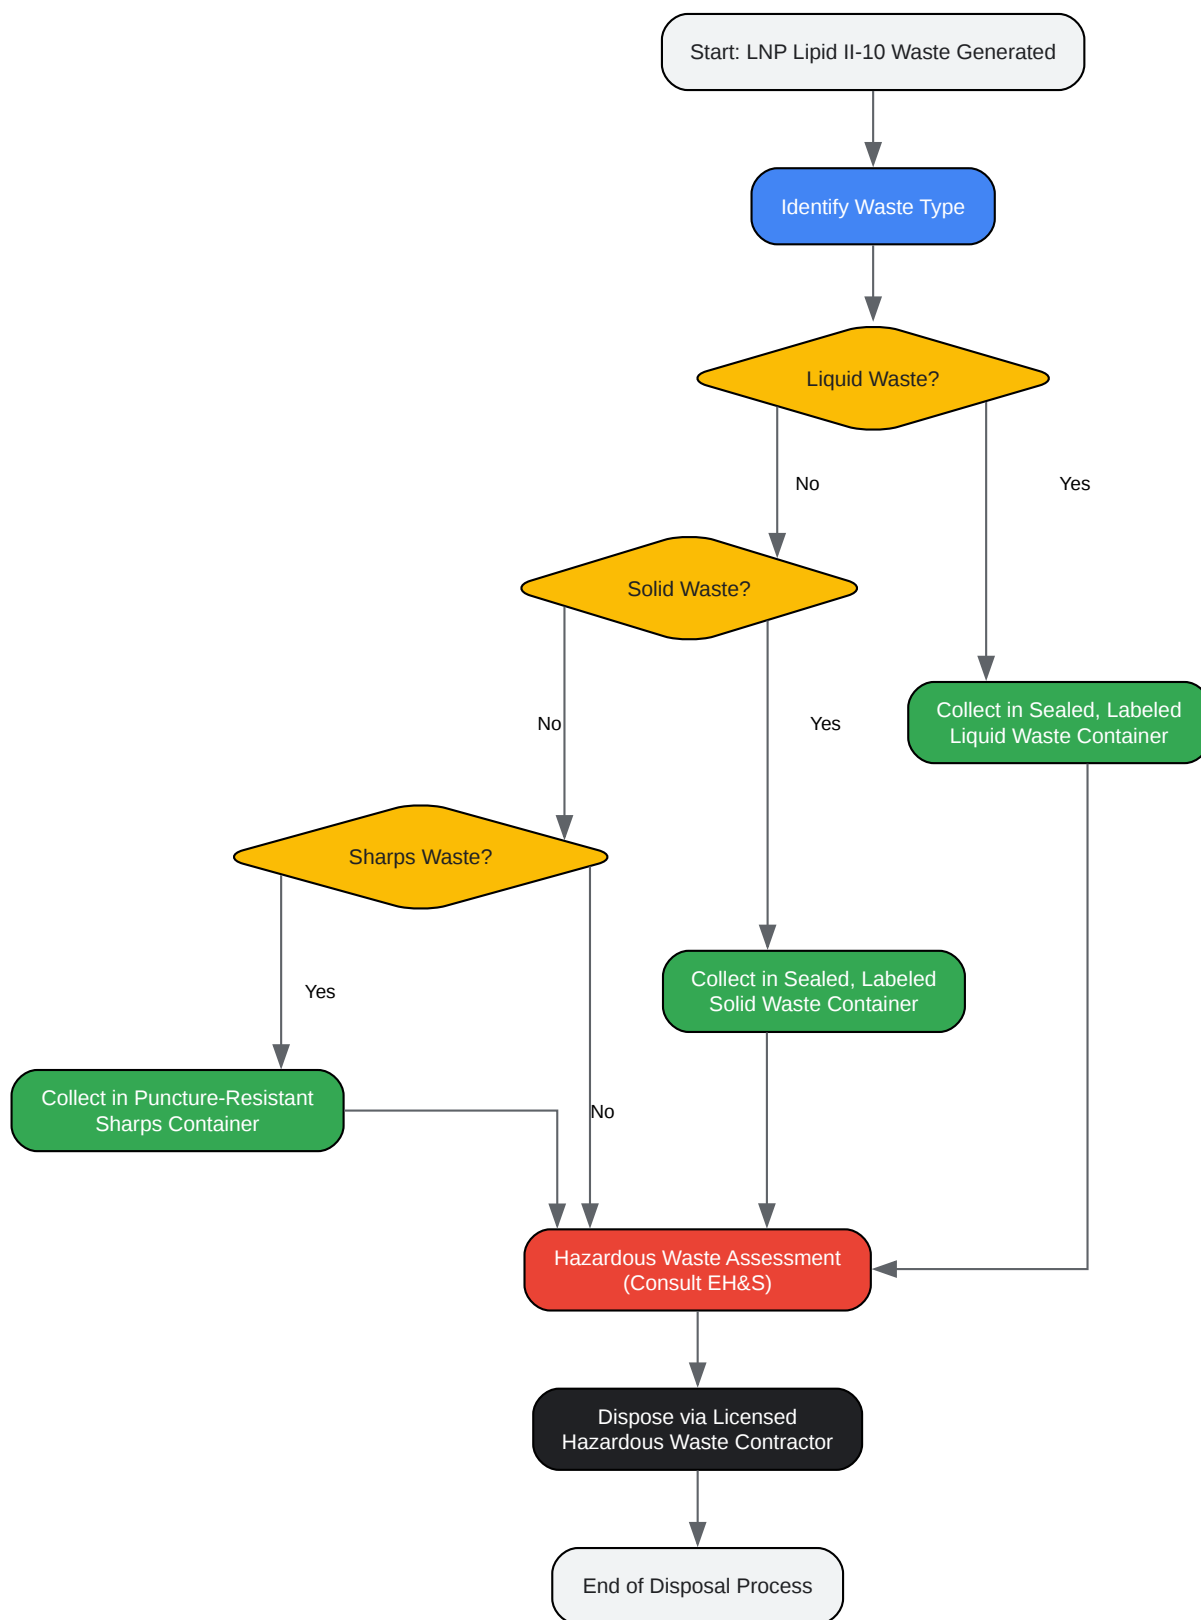 Start: LNP Lipid II-10 Waste Generated
Identify Waste Type
Liquid Waste?
No
Yes
Solid Waste?
No
Yes
Collect in Sealed, Labeled
Liquid Waste Container
Sharps Waste?
Yes
No
Collect in Sealed, Labeled
Solid Waste Container
Collect in Puncture-Resistant
Sharps Container
Hazardous Waste Assessment
(Consult EH&S)
Dispose via Licensed
Hazardous Waste Contractor
End of Disposal Process